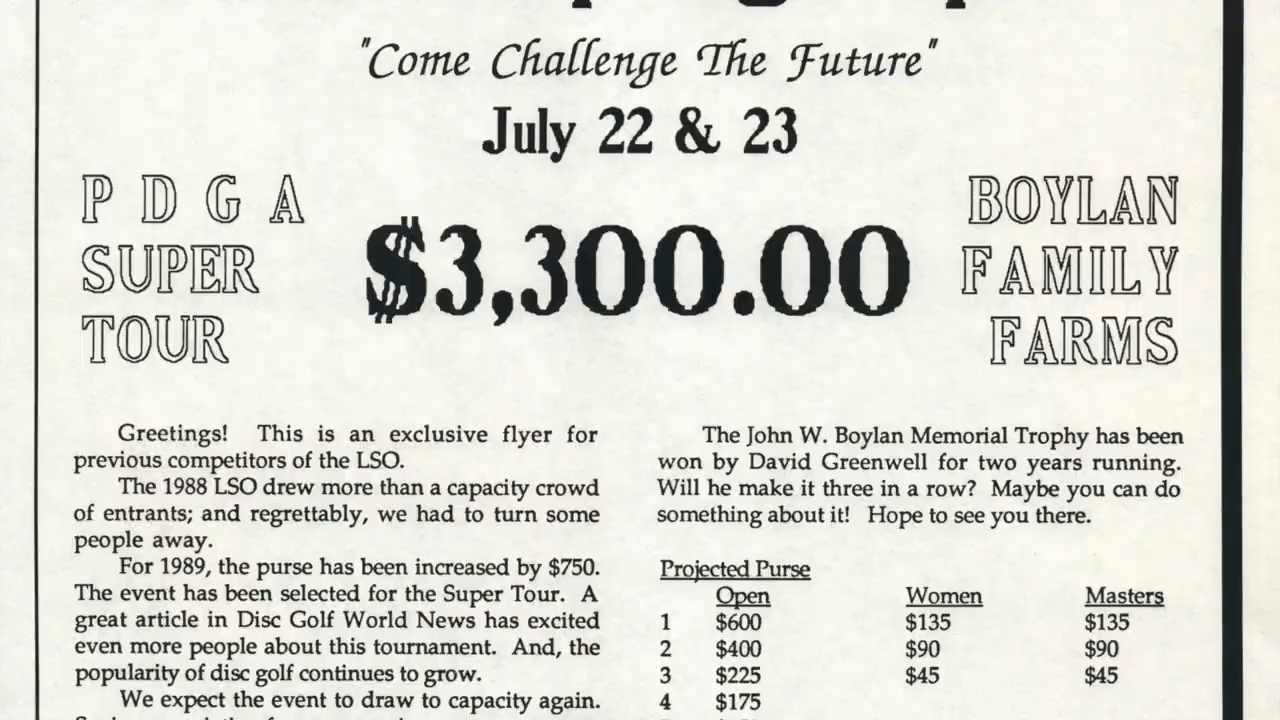 "Come Challenge The Future"
July 22 & 23
P D G A
SUPER
TOUR
$3,300.00
BOYLAN
FAMILY
FARMS
Greetings! This is an exclusive flyer for
previous competitors of the LSO.
The 1988 LSO drew more than a capacity crowd
of entrants; and regrettably, we had to turn some
people away.
For 1989, the purse has been increased by $750.
The event has been selected for the Super Tour. A
great article in Disc Golf World News has excited
even more people about this tournament. And, the
popularity of disc golf continues to grow.
We expect the event to draw to capacity again.
The John W. Boylan Memorial Trophy has been
won by David Greenwell for two years running.
Will he make it three in a row? Maybe you can do
something about it! Hope to see you there.
Projected Purse
Open Women Masters
1 $600 $135 $135
2 $400 $90 $90
3 $225 $45 $45
4 $175